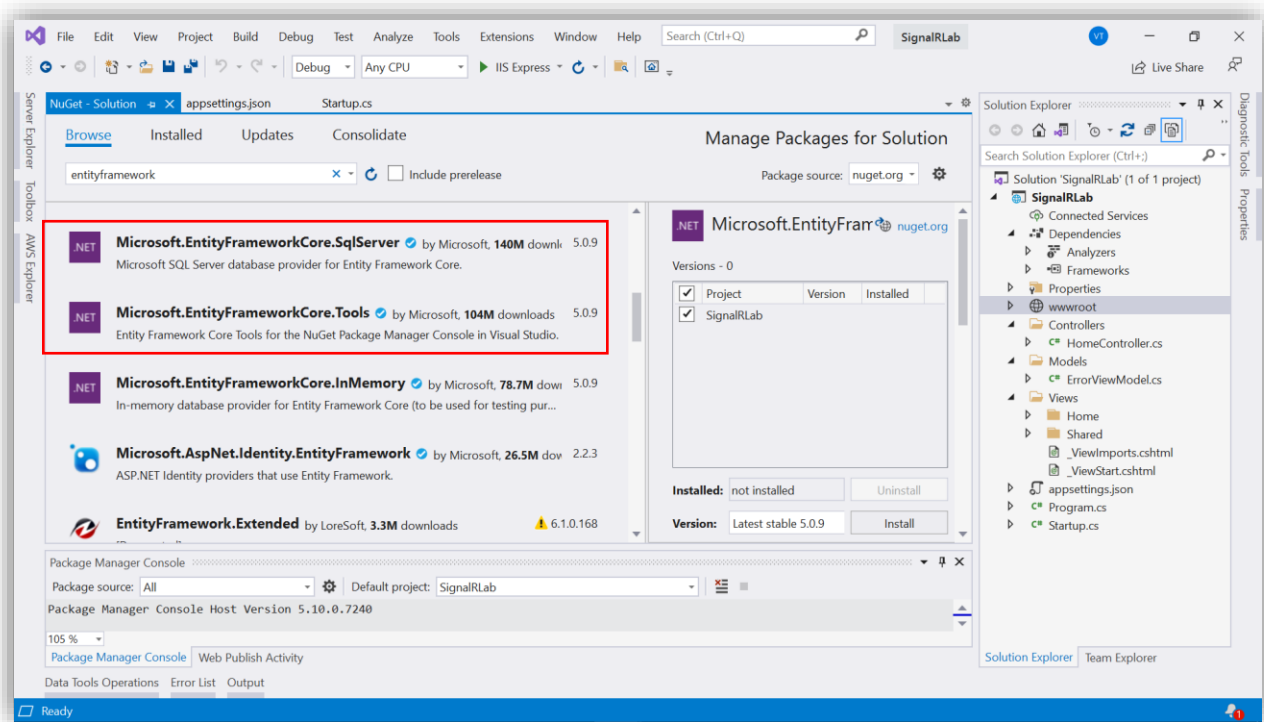 File Edit View Project Build Debug Test Analyze Tools Extensions Window Help Search (Ctrl+Q) SignalRLab VT
Debug Any CPU IIS Express Live Share
Server Explorer
Toolbox
AWS Explorer
NuGet - Solution appsettings.json Startup.cs
Browse Installed Updates Consolidate Manage Packages for Solution
entityframework Include prerelease Package source: nuget.org
.NET Microsoft.EntityFrameworkCore.SqlServer by Microsoft, 140M downl 5.0.9
Microsoft SQL Server database provider for Entity Framework Core.
.NET Microsoft.EntityFrameworkCore.Tools by Microsoft, 104M downloads 5.0.9
Entity Framework Core Tools for the NuGet Package Manager Console in Visual Studio.
.NET Microsoft.EntityFrameworkCore.InMemory by Microsoft, 78.7M dow 5.0.9
In-memory database provider for Entity Framework Core (to be used for testing pur...
Microsoft.AspNet.Identity.EntityFramework by Microsoft, 26.5M dow 2.2.3
ASP.NET Identity providers that use Entity Framework.
EntityFramework.Extended by LoreSoft, 3.3M downloads 6.1.0.168
.NET Microsoft.EntityFram nuget.org
Versions - 0
Project Version Installed
SignalRLab
Installed: not installed Uninstall
Version: Latest stable 5.0.9 Install
Package Manager Console
Package source: All Default project: SignalRLab
Package Manager Console Host Version 5.10.0.7240
105 %
Package Manager Console Web Publish Activity
Data Tools Operations Error List Output
Ready
1
Solution Explorer
Search Solution Explorer (Ctrl+;)
Solution 'SignalRLab' (1 of 1 project)
SignalRLab
Connected Services
Dependencies
Analyzers
Frameworks
Properties
wwwroot
Controllers
C# HomeController.cs
Models
C# ErrorViewModel.cs
Views
Home
Shared
_ViewImports.cshtml
_ViewStart.cshtml
appsettings.json
C# Program.cs
C# Startup.cs
Solution Explorer Team Explorer
Diagnostic Tools
Properties